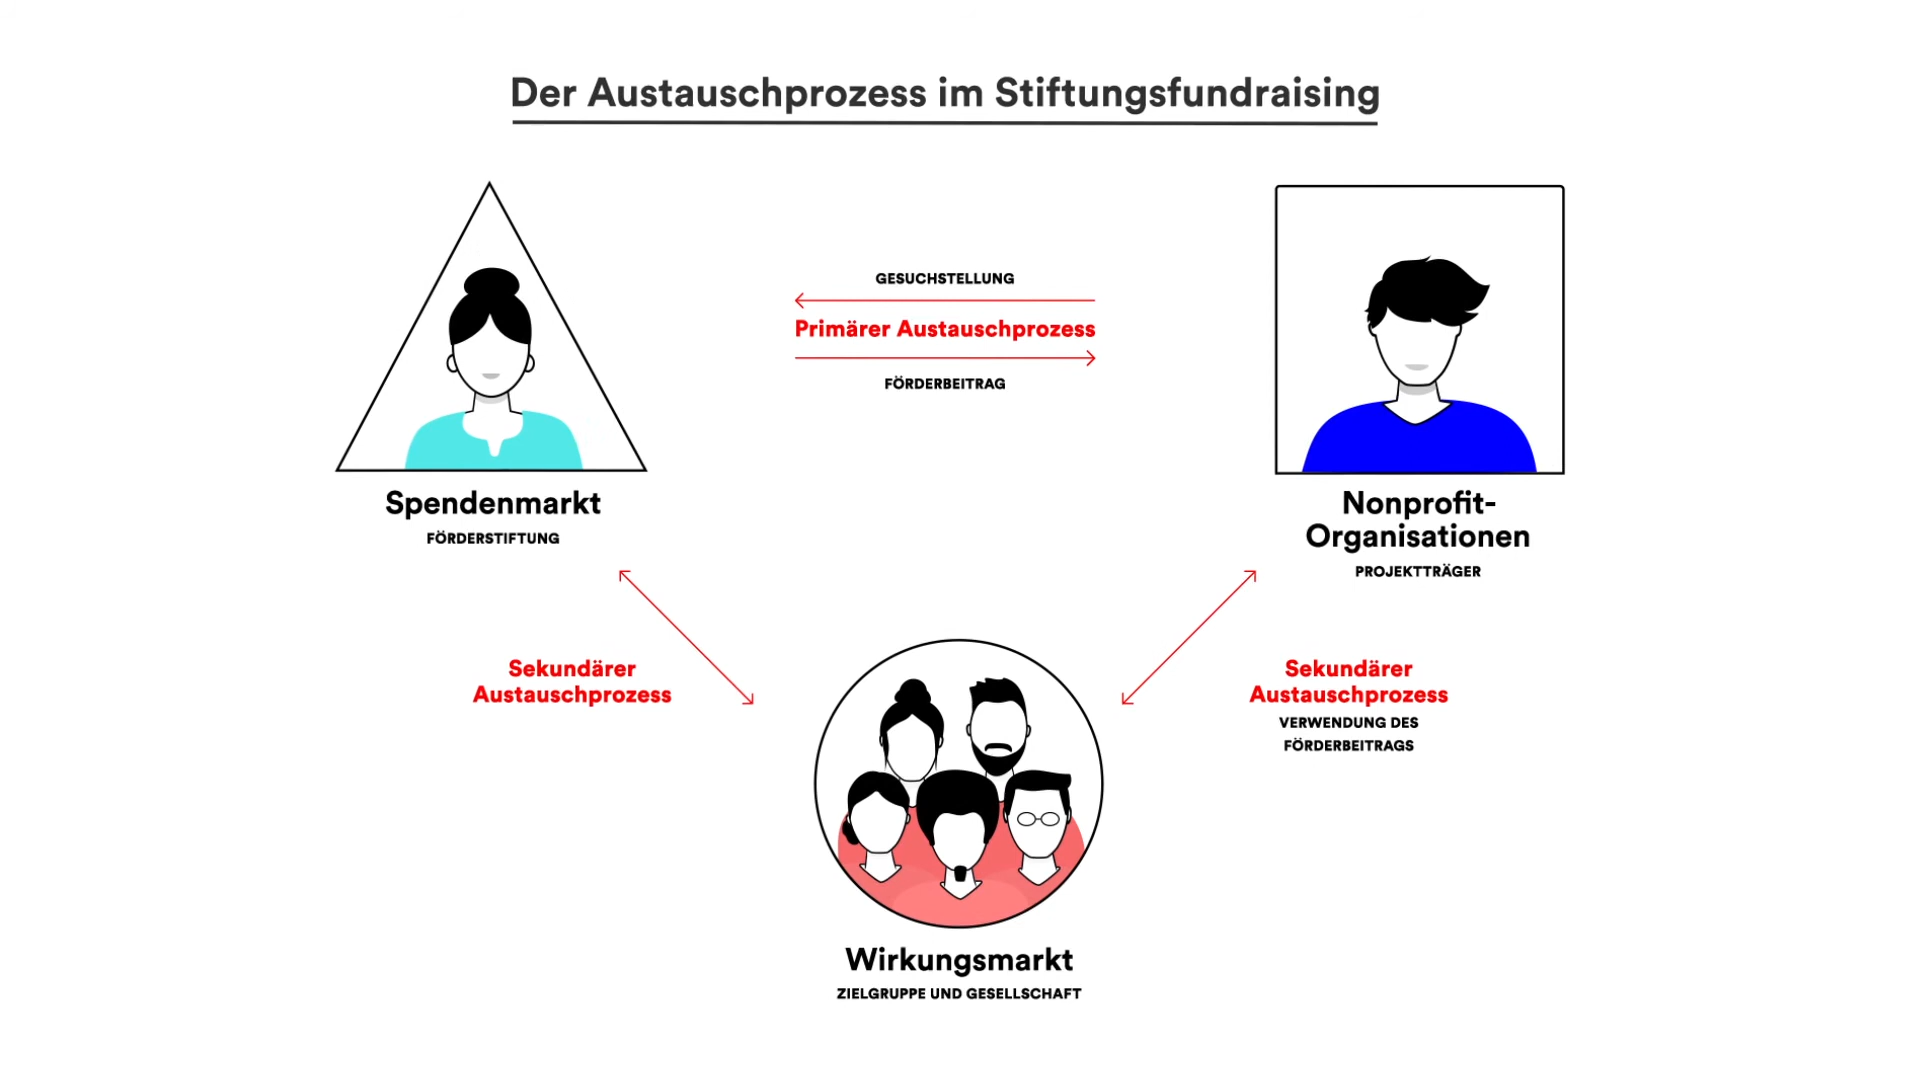 Der Austauschprozess im Stiftungsfundraising
GESUCHSTELLUNG
Primärer Austauschprozess
FÖRDERBEITRAG
Spendenmarkt
FÖRDERSTIFTUNG
Nonprofit-
Organisationen
PROJEKTTRÄGER
Sekundärer
Austauschprozess
Sekundärer
Austauschprozess
VERWENDUNG DES
FÖRDERBEITRAGS
Wirkungsmarkt
ZIELGRUPPE UND GESELLSCHAFT